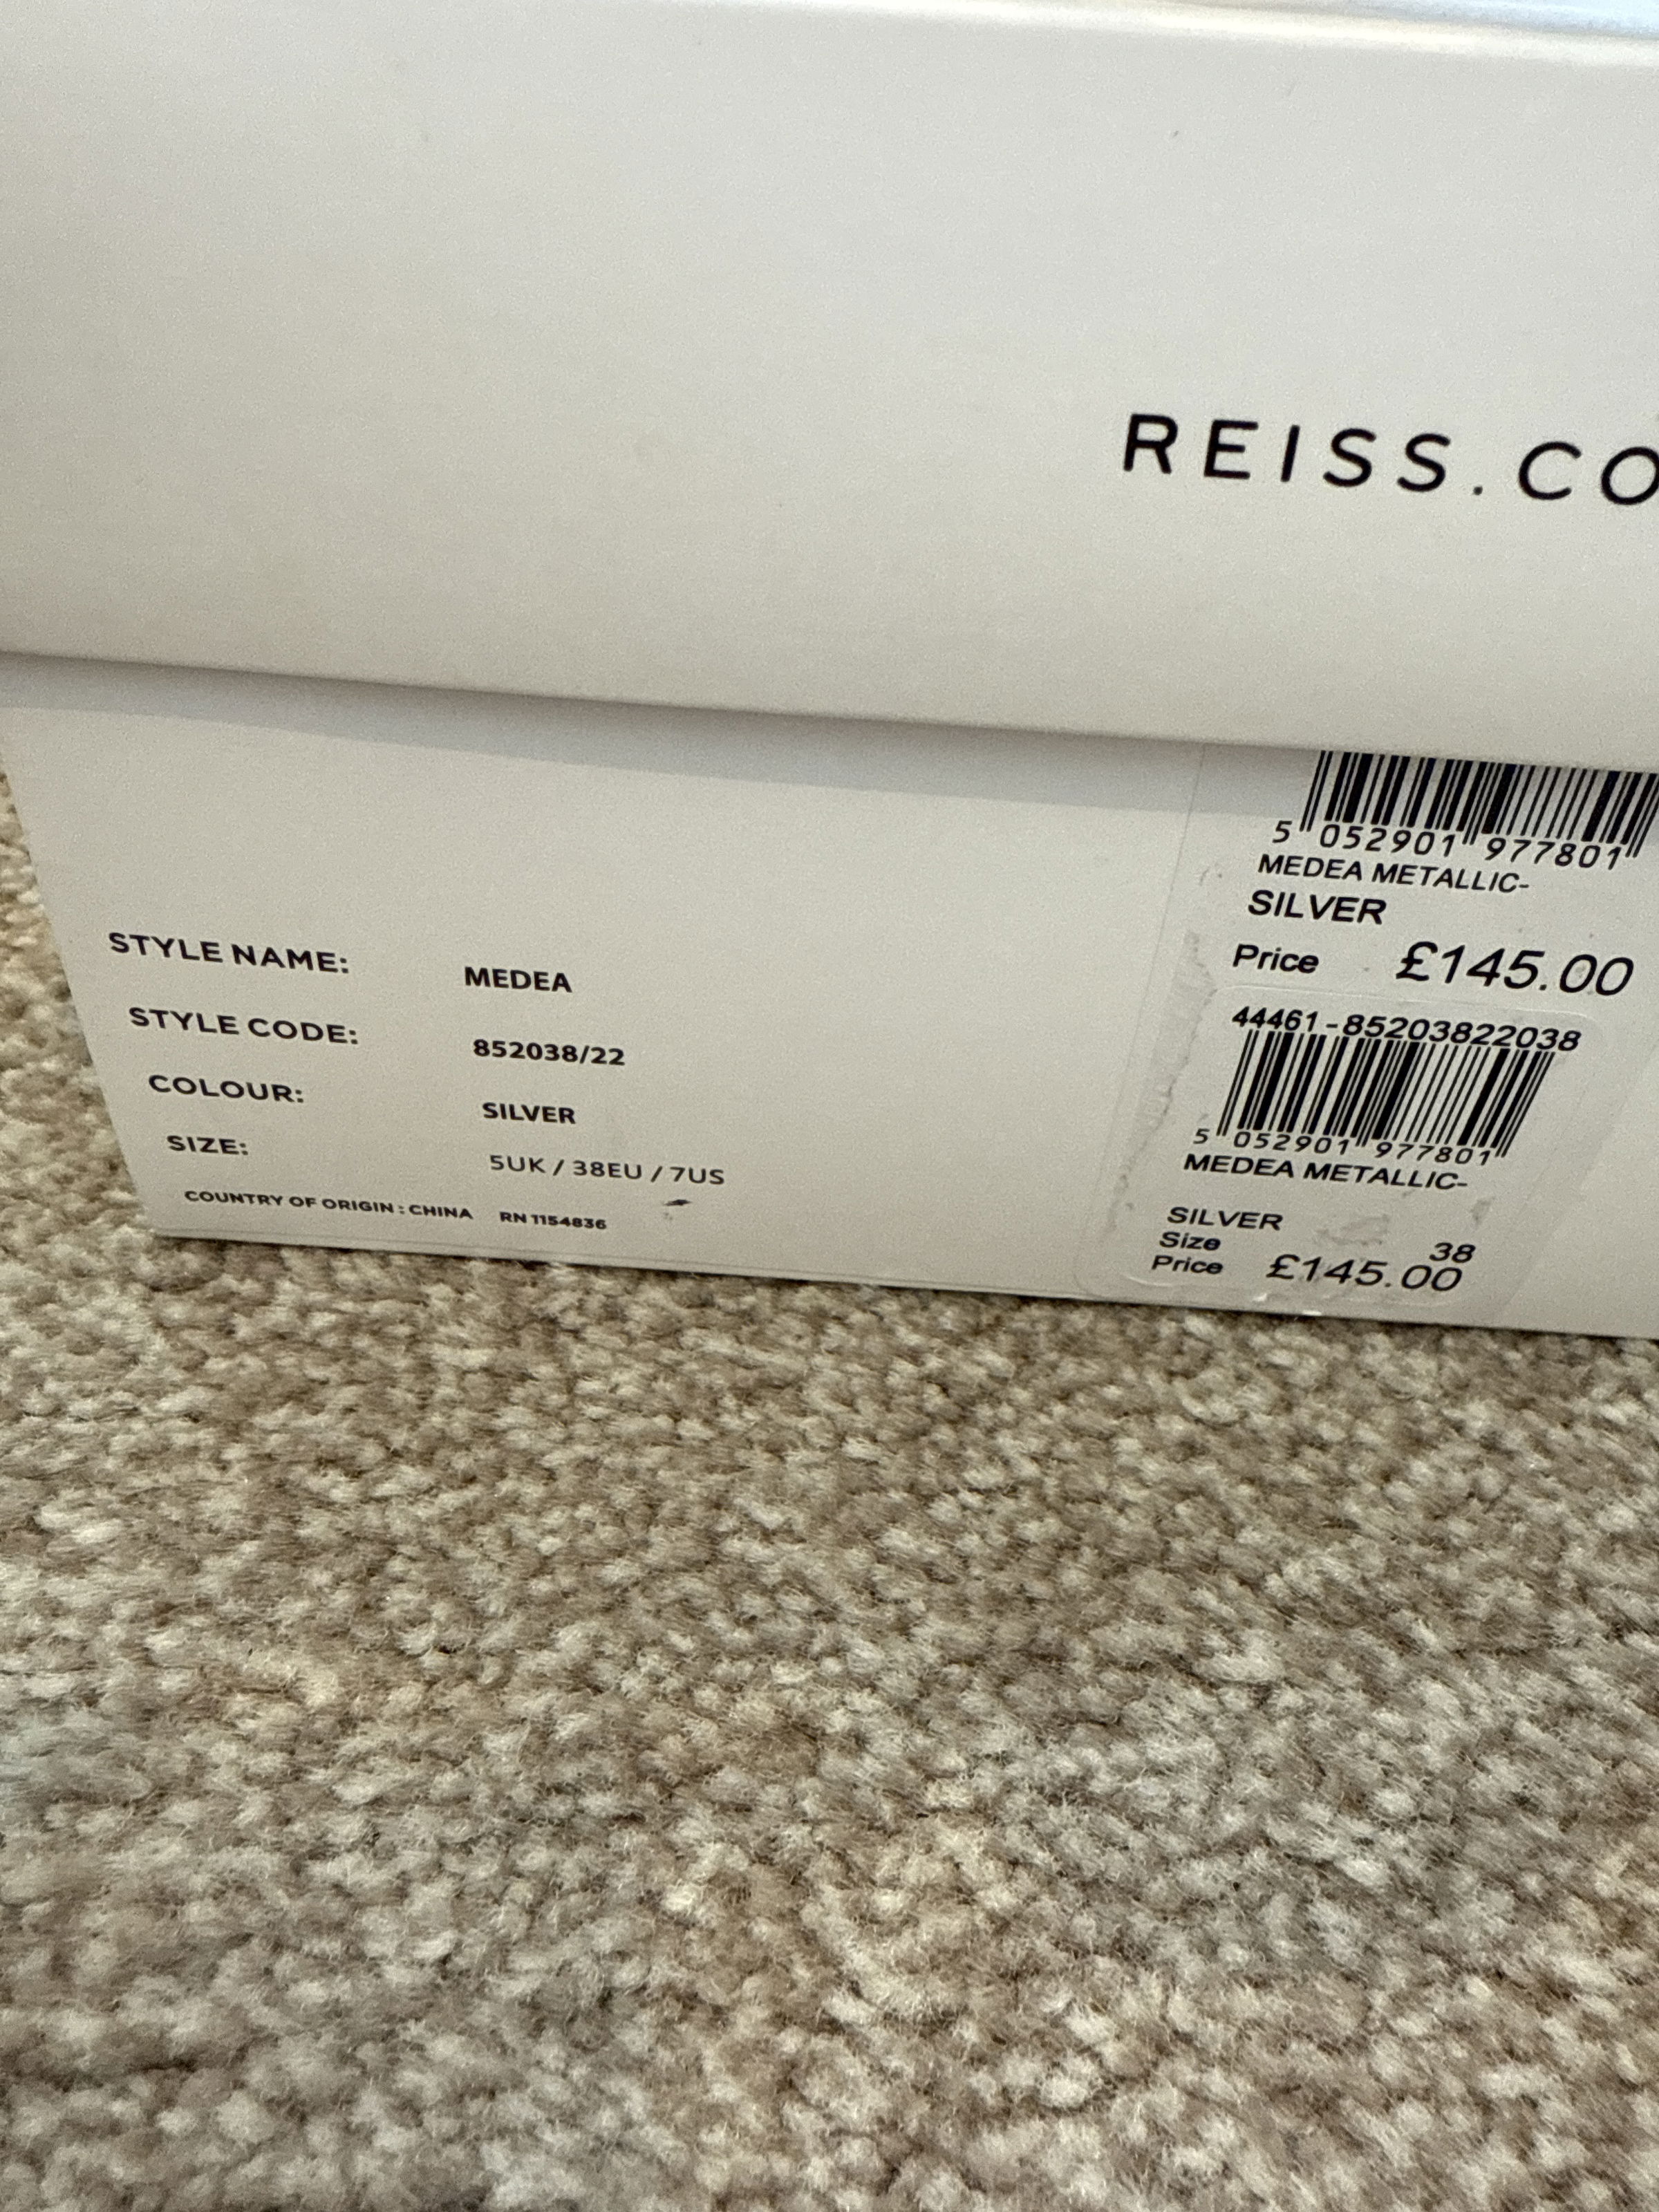 REISS.CO
STYLE NAME: MEDEA
STYLE CODE: 852038/22
COLOUR: SILVER
SIZE: 5UK / 38EU / 7US
COUNTRY OF ORIGIN : CHINA RN 1154836
5 052901 977801
MEDEA METALLIC-
SILVER
Price £145.00
44461-85203822038
5 052901 977801
MEDEA METALLIC-
SILVER
Size 38
Price £145.00